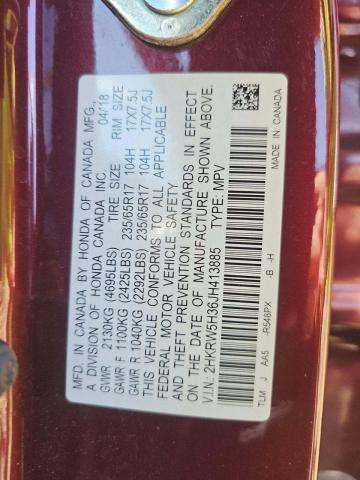 MFD. IN CANADA BY HONDA OF CANADA MFG.,
A DIVISION OF HONDA CANADA INC. 04/18
GVWR 2130KG (4695LBS) TIRE SIZE RIM SIZE
GAWR F 1100KG (2425LBS) 235/65R17 104H 17X7.5J
GAWR R 1040KG (2292LBS) 235/65R17 104H 17X7.5J
THIS VEHICLE CONFORMS TO ALL APPLICABLE
FEDERAL MOTOR VEHICLE SAFETY
AND THEFT PREVENTION STANDARDS IN EFFECT
ON THE DATE OF MANUFACTURE SHOWN ABOVE.
V.I.N. 2HKRW5H36JH413885 TYPE: MPV
TLM J AA5 -R548PX -B -H MADE IN CANADA